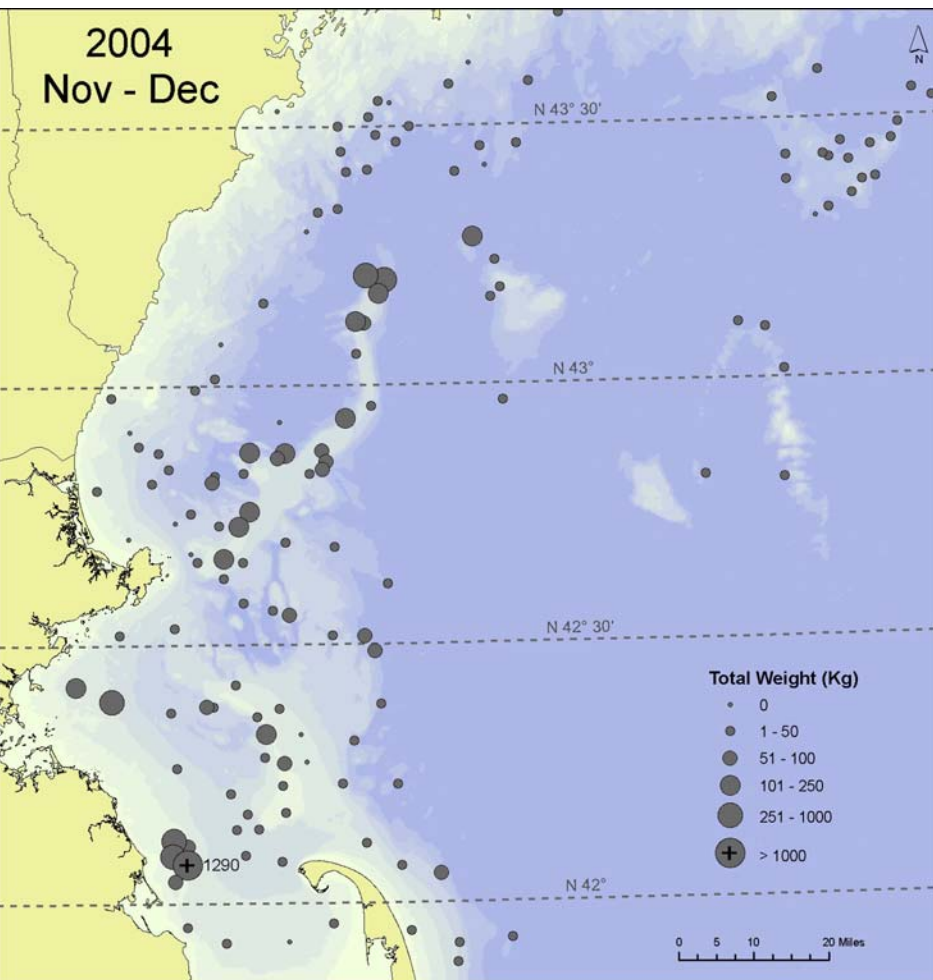 2004
Nov - Dec
N
N 43° 30'
N 43°
N 42° 30'
Total Weight (Kg)
0
1 - 50
51 - 100
101 - 250
251 - 1000
> 1000
1290
N 42°
0 5 10 20 Miles